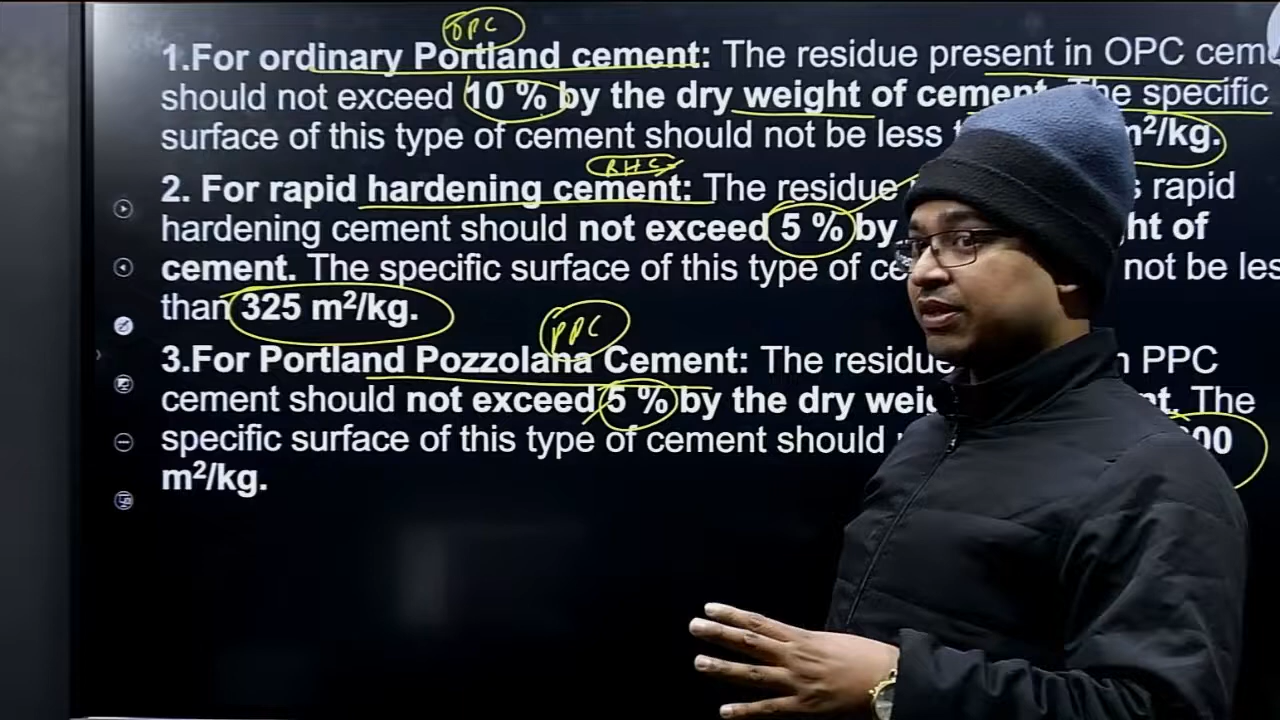 OPC
1.For ordinary Portland cement: The residue present in OPC cem
should not exceed 10 % by the dry weight of cement. The specific
surface of this type of cement should not be less m²/kg.
RHC
2. For rapid hardening cement: The residue rapid
hardening cement should not exceed 5 % by of
cement. The specific surface of this type of not be les
than 325 m²/kg.
PPC
3.For Portland Pozzolana Cement: The residue PPC
cement should not exceed 5 % by the dry The
specific surface of this type of cement should
m²/kg.